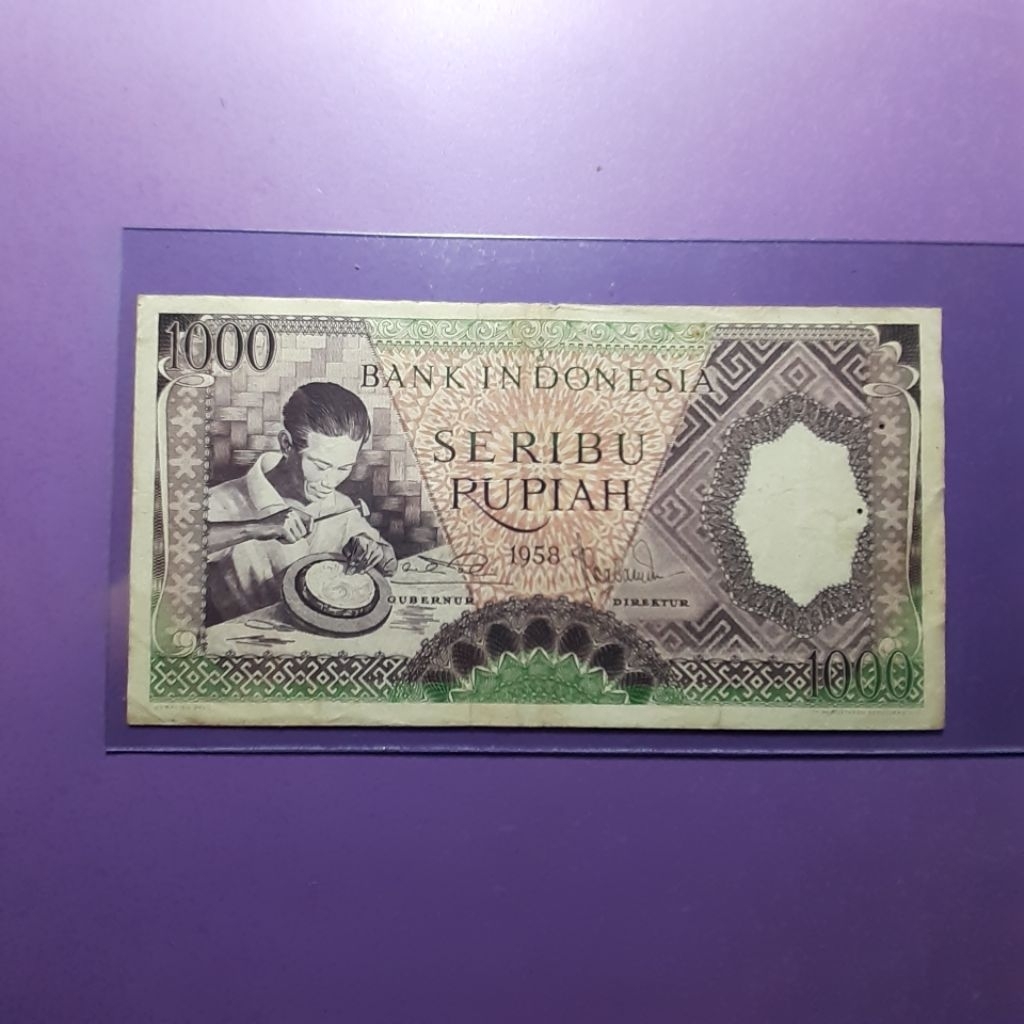 1000
BANK INDONESIA
SERIBU
RUPIAH
1958
GUBERNUR
DIREKTUR
1000